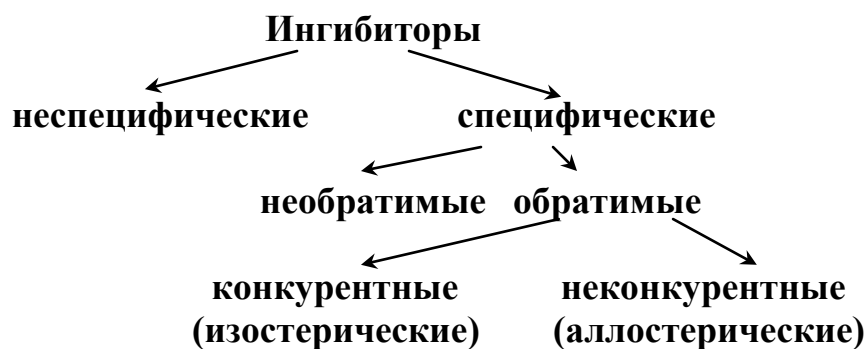 Ингибиторы
неспецифические специфические
необратимые обратимые
конкурентные неконкурентные
(изостерические) (аллостерические)